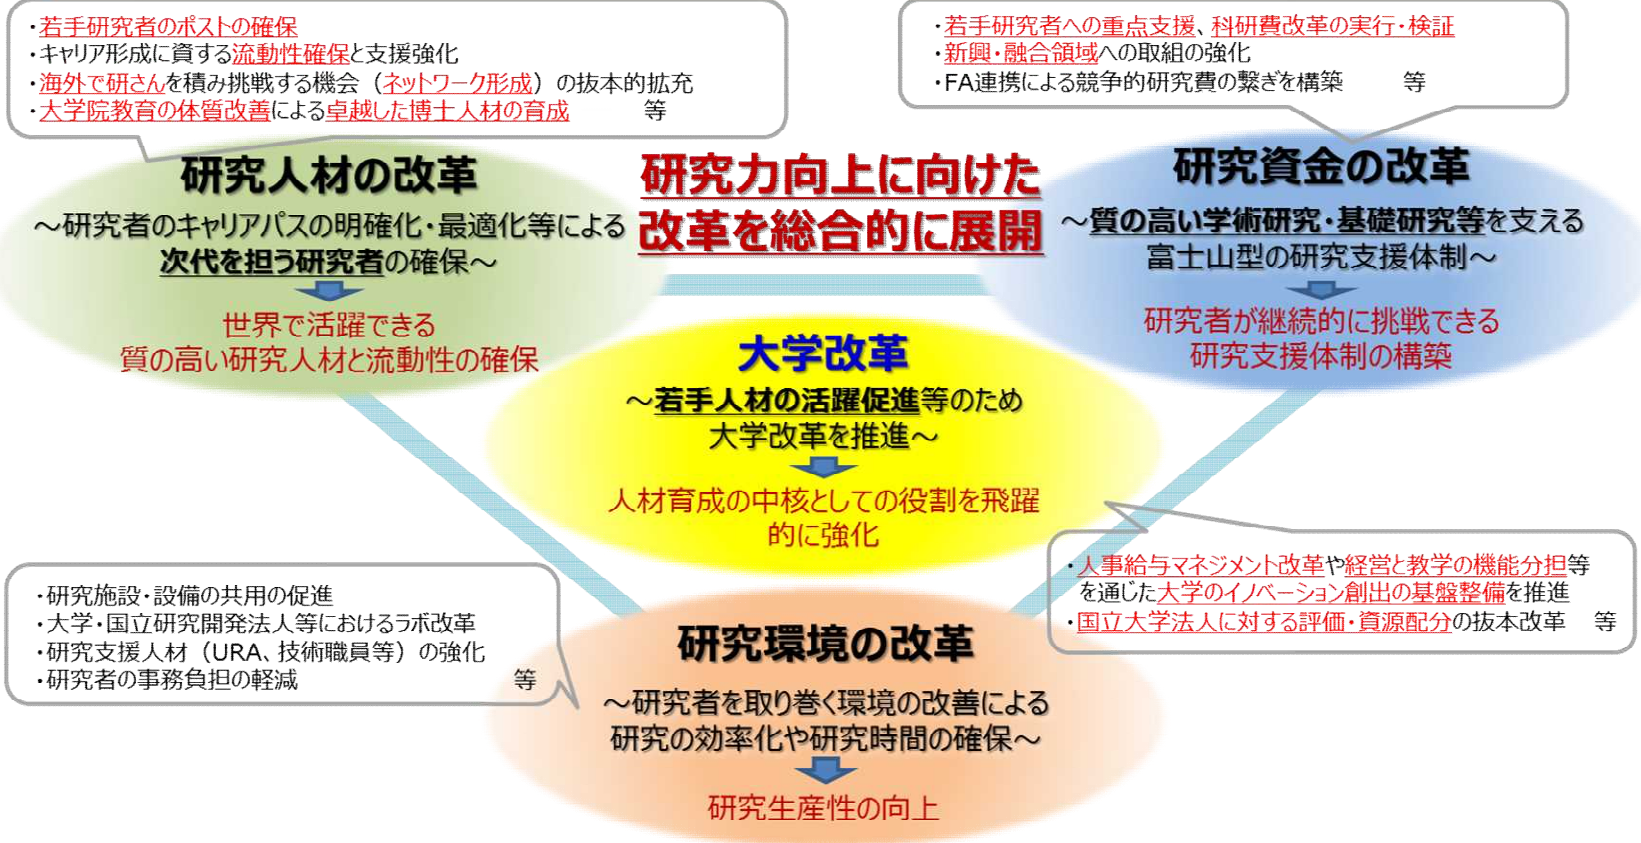 ・若手研究者のポストの確保
・キャリア形成に資する流動性確保と支援強化
・海外で研さんを積み挑戦する機会（ネットワーク形成）の抜本的拡充
・大学院教育の体質改善による卓越した博士人材の育成　　　等
・若手研究者への重点支援、科研費改革の実行・検証
・新興・融合領域への取組の強化
・FA連携による競争的研究費の繋ぎを構築　　　等
研究人材の改革
～研究者のキャリアパスの明確化・最適化等による
次代を担う研究者の確保～
世界で活躍できる
質の高い研究人材と流動性の確保
研究力向上に向けた
改革を総合的に展開
研究資金の改革
～質の高い学術研究・基礎研究等を支える
富士山型の研究支援体制～
研究者が継続的に挑戦できる
研究支援体制の構築
大学改革
～若手人材の活躍促進等のため
大学改革を推進～
人材育成の中核としての役割を飛躍
的に強化
・人事給与マネジメント改革や経営と教学の機能分担等
を通じた大学のイノベーション創出の基盤整備を推進
・国立大学法人に対する評価・資源配分の抜本改革　等
・研究施設・設備の共用の促進
・大学・国立研究開発法人等におけるラボ改革
・研究支援人材（URA、技術職員等）の強化
・研究者の事務負担の軽減　　　等
研究環境の改革
～研究者を取り巻く環境の改善による
研究の効率化や研究時間の確保～
研究生産性の向上